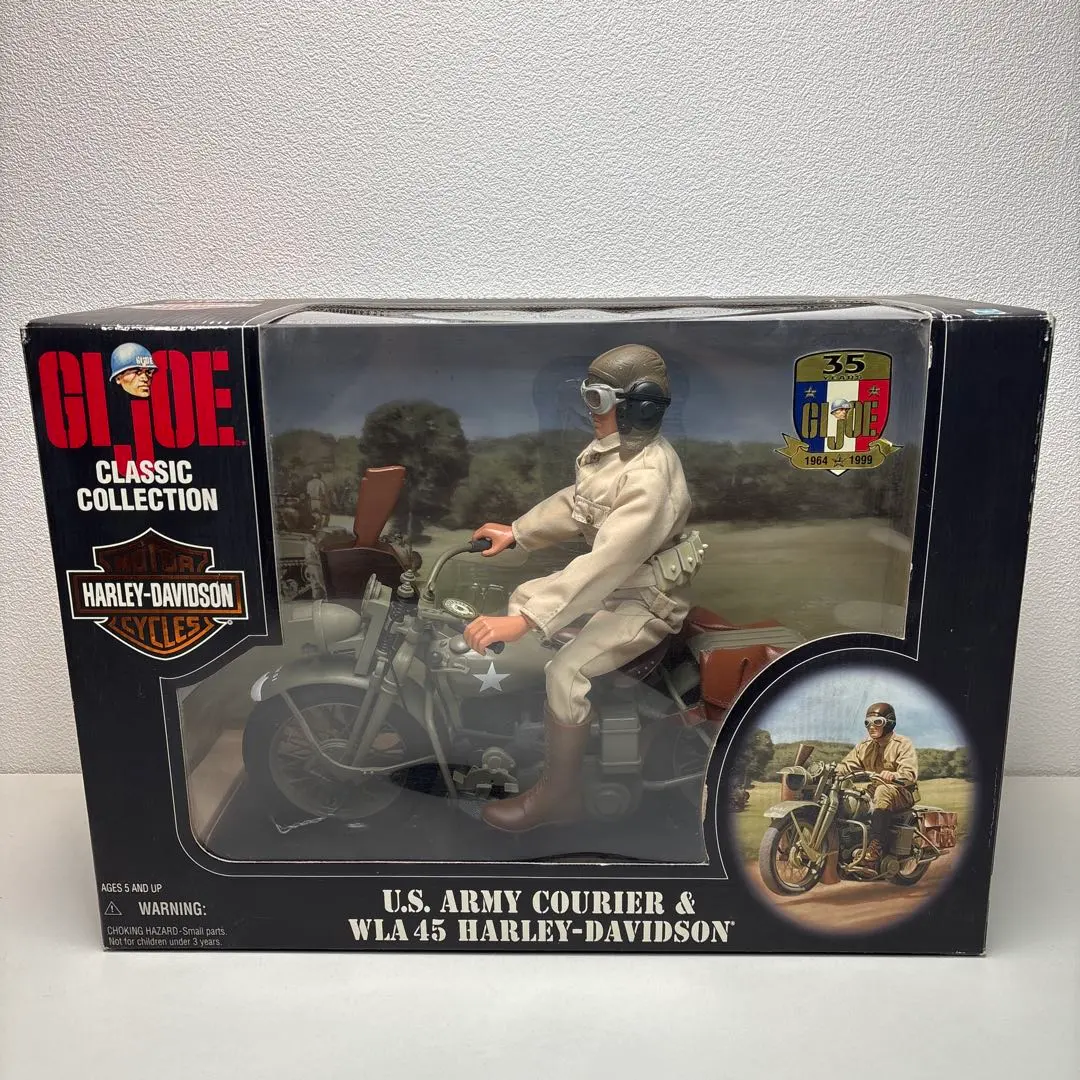 GI JOE
CLASSIC
COLLECTION
MOTOR
HARLEY-DAVIDSON
CYCLES
35
YEARS
GI JOE
1964 1999
AGES 5 AND UP
WARNING:
CHOKING HAZARD-Small parts.
Not for children under 3 years.
U.S. ARMY COURIER &
WLA 45 HARLEY-DAVIDSON